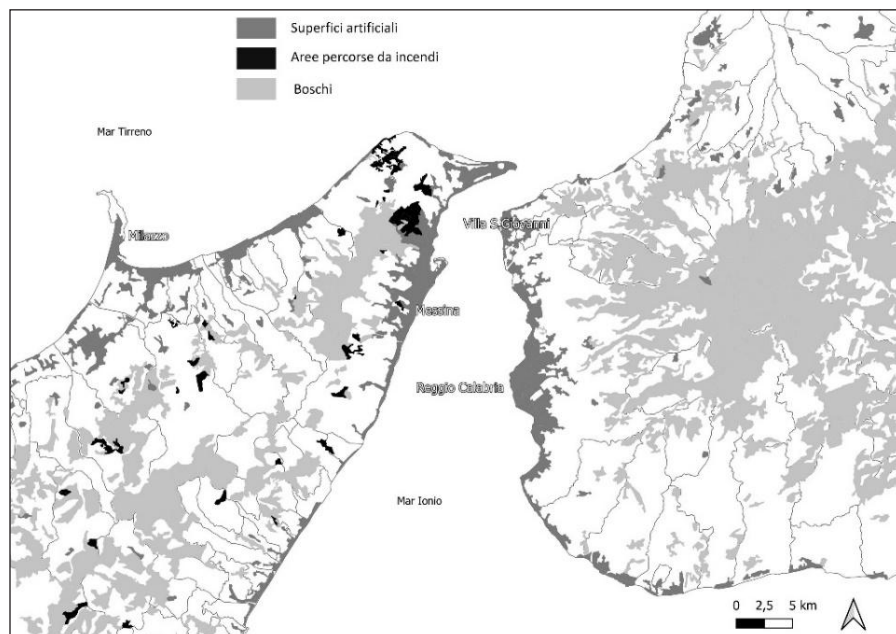 Superfici artificiali
Aree percorse da incendi
Boschi
Mar Tirreno
Milazzo
Villa S.Giovanni
Messina
Reggio Calabria
Mar Ionio
0 2,5 5 km